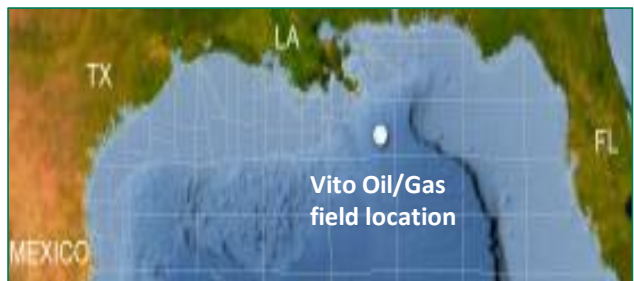 LA
TX
FL
Vito Oil/Gas
field location
MEXICO